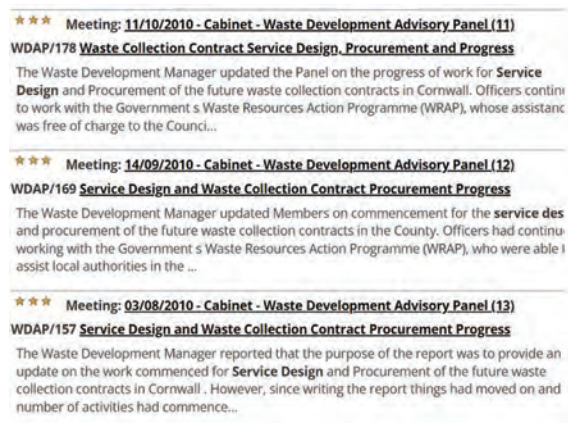 Meeting: 11/10/2010 - Cabinet - Waste Development Advisory Panel (11)
WDAP/178 Waste Collection Contract Service Design, Procurement and Progress
The Waste Development Manager updated the Panel on the progress of work for Service
Design and Procurement of the future waste collection contracts in Cornwall. Officers contin
to work with the Government s Waste Resources Action Programme (WRAP), whose assistanc
was free of charge to the Counci...
Meeting: 14/09/2010 - Cabinet - Waste Development Advisory Panel (12)
WDAP/169 Service Design and Waste Collection Contract Procurement Progress
The Waste Development Manager updated Members on commencement for the service des
and procurement of the future waste collection contracts in the County. Officers had continu
working with the Government s Waste Resources Action Programme (WRAP), who were able
assist local authorities in the ...
Meeting: 03/08/2010 - Cabinet - Waste Development Advisory Panel (13)
WDAP/157 Service Design and Waste Collection Contract Procurement Progress
The Waste Development Manager reported that the purpose of the report was to provide an
update on the work commenced for Service Design and Procurement of the future waste
collection contracts in Cornwall . However, since writing the report things had moved on and
number of activities had commence...